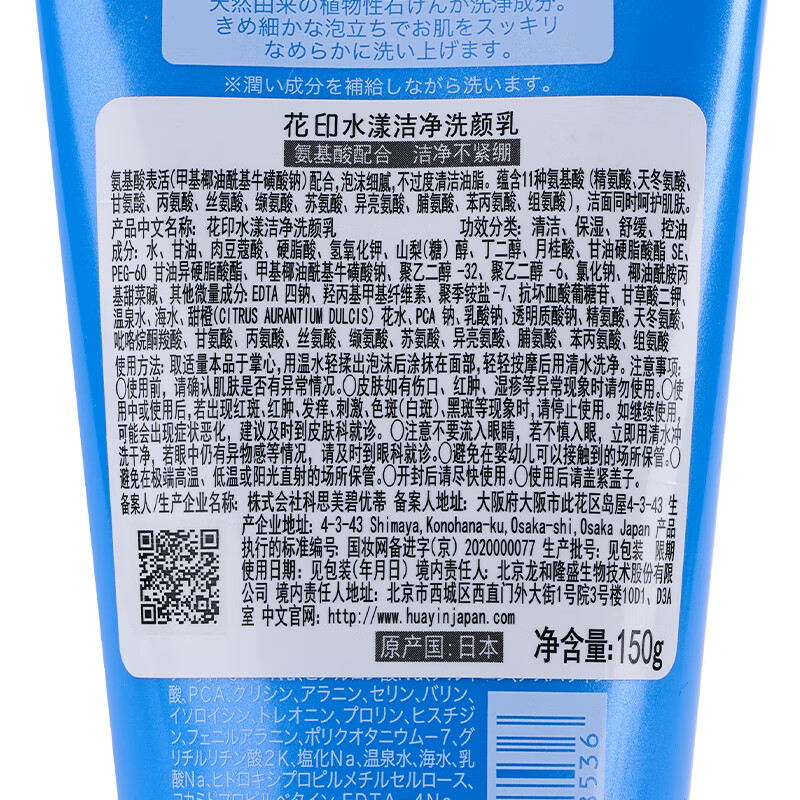 天然由来の植物性石けんが洗浄成分。
きめ細かな泡立ちでお肌をスッキリ
なめらかに洗い上げます。
※潤い成分を補給しながら洗います。
花印水漾洁净洗颜乳
氨基酸配合 洁净不紧绷
氨基酸表活(甲基椰油酰基牛磺酸钠)配合,泡沫细腻,不过度清洁油脂。蕴含11种氨基酸(精氨酸、天冬氨酸、
甘氨酸、丙氨酸、丝氨酸、缬氨酸、苏氨酸、异亮氨酸、脯氨酸、苯丙氨酸、组氨酸),洁面同时呵护肌肤。
产品中文名称: 花印水漾洁净洗颜乳 功效分类: 清洁、保湿、舒缓、控油
成分: 水、甘油、肉豆蔻酸、硬脂酸、氢氧化钾、山梨(糖)醇、丁二醇、月桂酸、甘油硬脂酸酯 SE、
PEG-60 甘油异硬脂酸酯、甲基椰油酰基牛磺酸钠、聚乙二醇 -32、聚乙二醇 -6、氯化钠、椰油酰胺丙
基甜菜碱、其他微量成分: EDTA 四钠、羟丙基甲基纤维素、聚季铵盐 -7、抗坏血酸葡糖苷、甘草酸二钾、
温泉水、海水、甜橙(CITRUS AURANTIUM DULCIS) 花水、PCA 钠、乳酸钠、透明质酸钠、精氨酸、天冬氨酸、
吡咯烷酮羧酸、甘氨酸、丙氨酸、丝氨酸、缬氨酸、苏氨酸、异亮氨酸、脯氨酸、苯丙氨酸、组氨酸
使用方法: 取适量本品于掌心,用温水轻揉出泡沫后涂抹在面部,轻轻按摩后用清水洗净。注意事项:
〇使用前,请确认肌肤是否有异常情况。〇皮肤如有伤口、红肿、湿疹等异常现象时请勿使用。〇使
用中或使用后,若出现红斑、红肿、发痒、刺激、色斑(白斑)、黑斑等现象时,请停止使用。如继续使用,
可能会出现症状恶化,建议及时到皮肤科就诊。〇注意不要流入眼睛,若不慎入眼,立即用清水冲
洗干净,若眼中仍有异物感等情况,请及时到眼科就诊。〇避免在婴幼儿可以接触到的场所保管。〇
避免在极端高温、低温或阳光直射的场所保管。〇开封后请尽快使用。〇使用后请盖紧盖子。
备案人/生产企业名称: 株式会社科思美碧优蒂 备案人地址: 大阪府大阪市此花区岛屋4-3-43 生
产企业地址: 4-3-43 Shimaya, Konohana-ku, Osaka-shi, Osaka Japan 产品
执行的标准编号: 国妆网备进字(京) 2020000077 生产批号: 见包装 限期
使用日期: 见包装(年月日) 境内责任人: 北京龙和隆盛生物技术股份有限
公司 境内责任人地址: 北京市西城区西直门外大街1号院3号楼10D1、D3A
室 中文官网: http://www.huayinjapan.com
原产国: 日本 净含量: 150g
酸、PCA、グリシン、アラニン、セリン、バリン、
イソロイシン、トレオニン、プロリン、ヒスチジ
ン、フェニルアラニン、ポリクオタニウム-7、グ
リチルリチン酸2K、塩化Na、温泉水、海水、乳
酸Na、ヒドロキシプロピルメチルセルロース、
コカミドプロピルベタイン、EDTA-4Na
8536